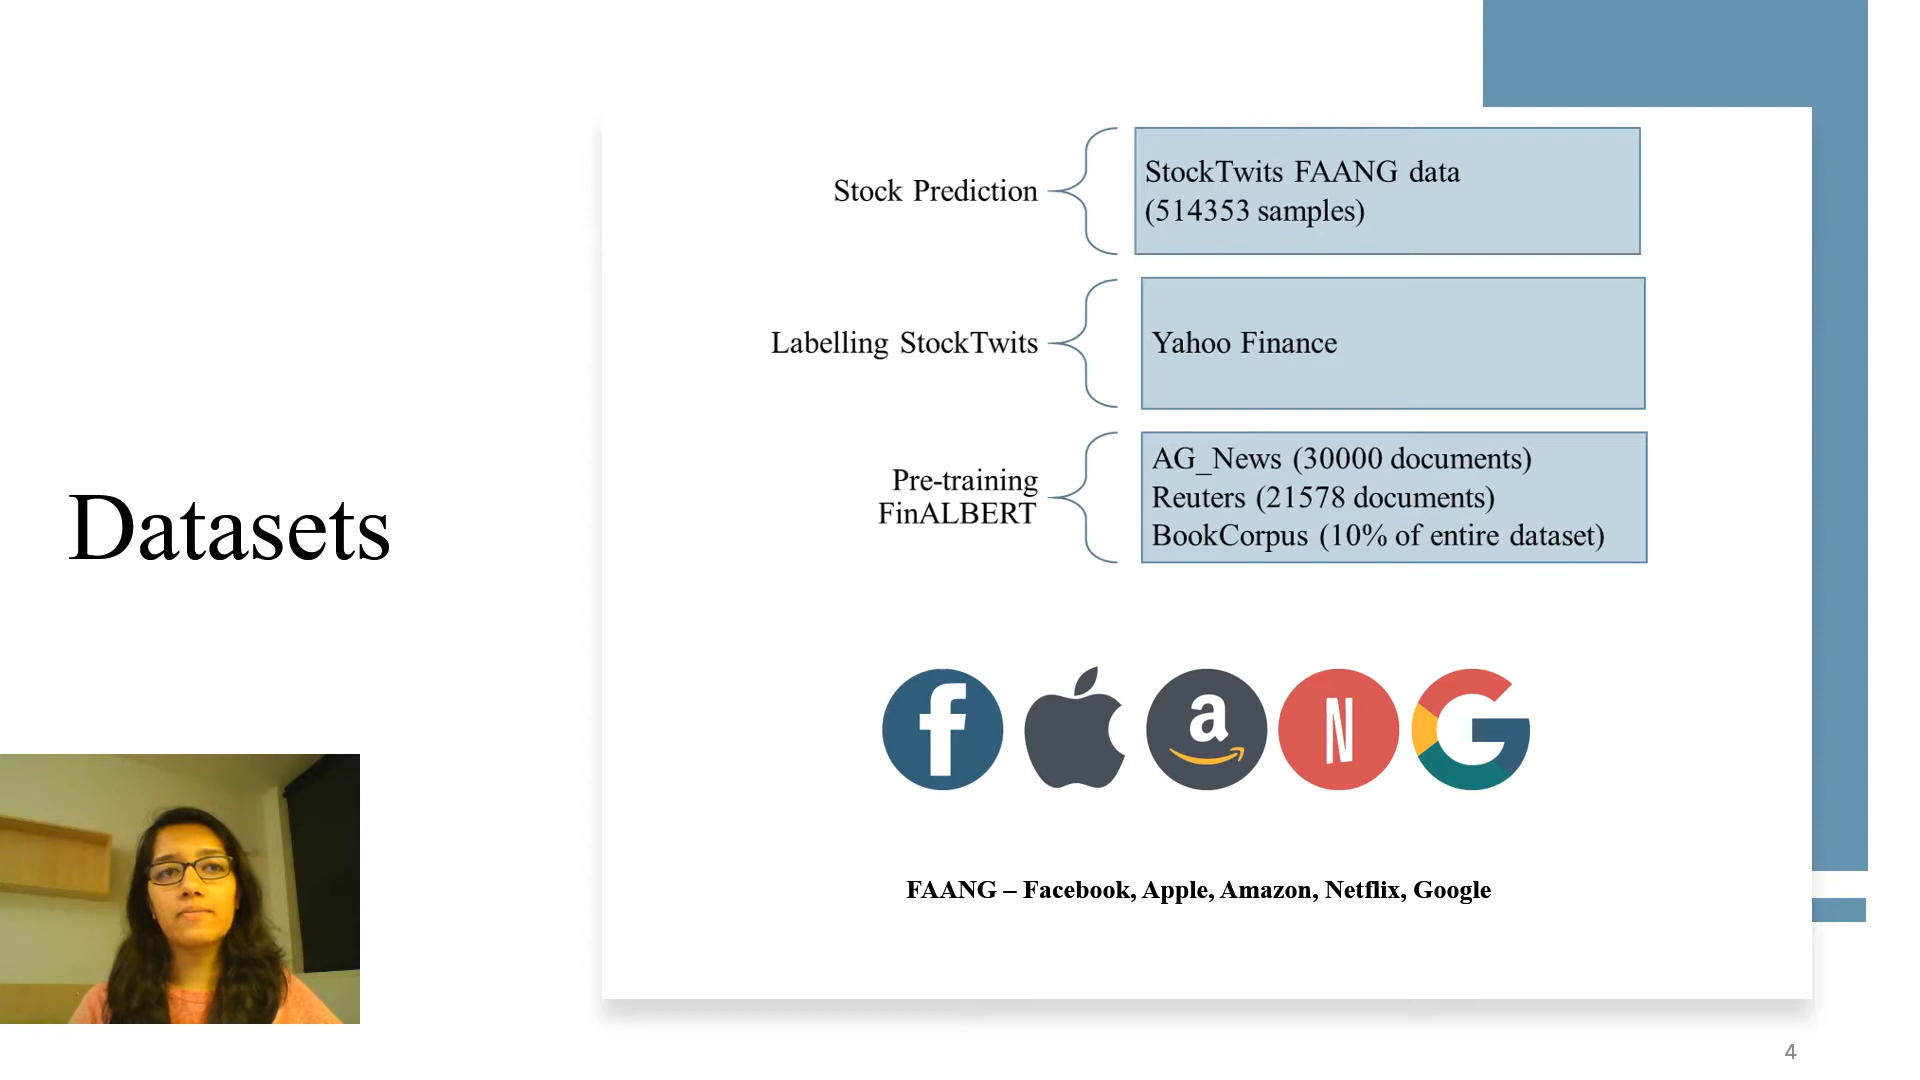 Datasets
Stock Prediction
StockTwits FAANG data
(514353 samples)
Labelling StockTwits
Yahoo Finance
Pre-training
FinALBERT
AG_News (30000 documents)
Reuters (21578 documents)
BookCorpus (10% of entire dataset)
f
a
N
G
FAANG – Facebook, Apple, Amazon, Netflix, Google
4